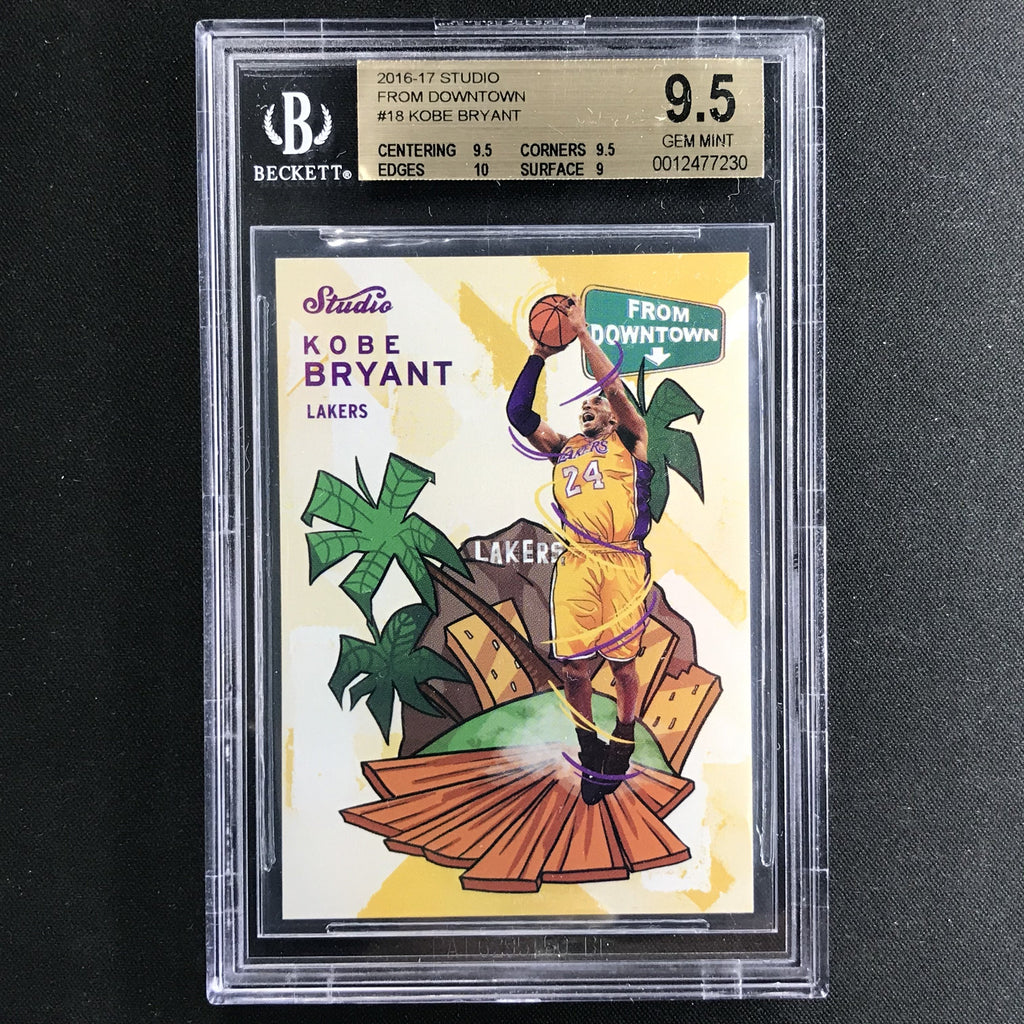 2016-17 STUDIO
FROM DOWNTOWN
#18 KOBE BRYANT
9.5
GEM MINT
0012477230
CENTERING 9.5 CORNERS 9.5
EDGES 10 SURFACE 9
B
BECKETT®
Studio
KOBE
BRYANT
LAKERS
FROM
DOWNTOWN
LAKERS
24
LAKERS